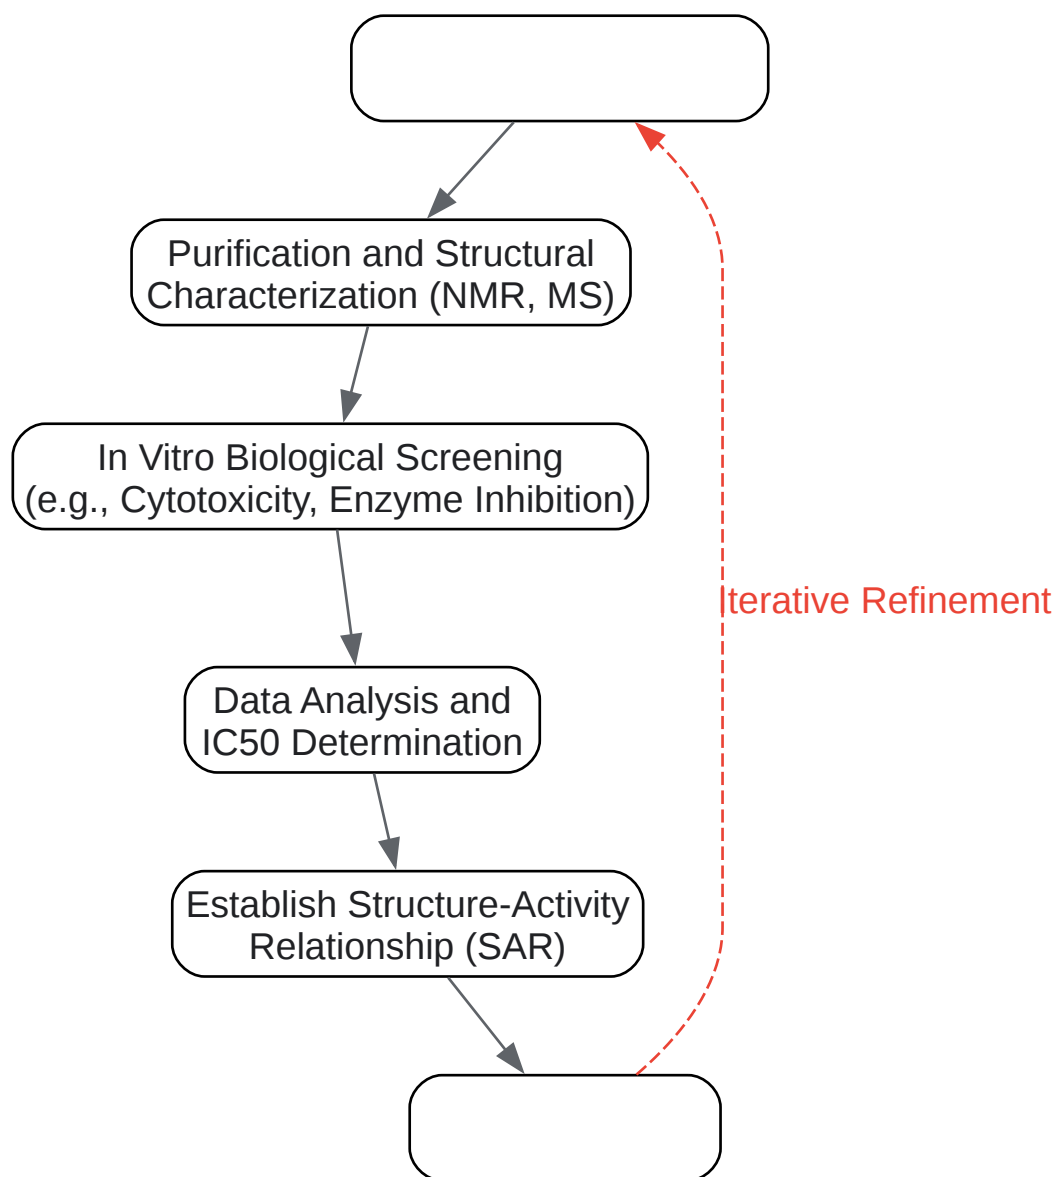 Purification and Structural
Characterization (NMR, MS)
In Vitro Biological Screening
(e.g., Cytotoxicity, Enzyme Inhibition)
Iterative Refinement
Data Analysis and
IC50 Determination
Establish Structure-Activity
Relationship (SAR)